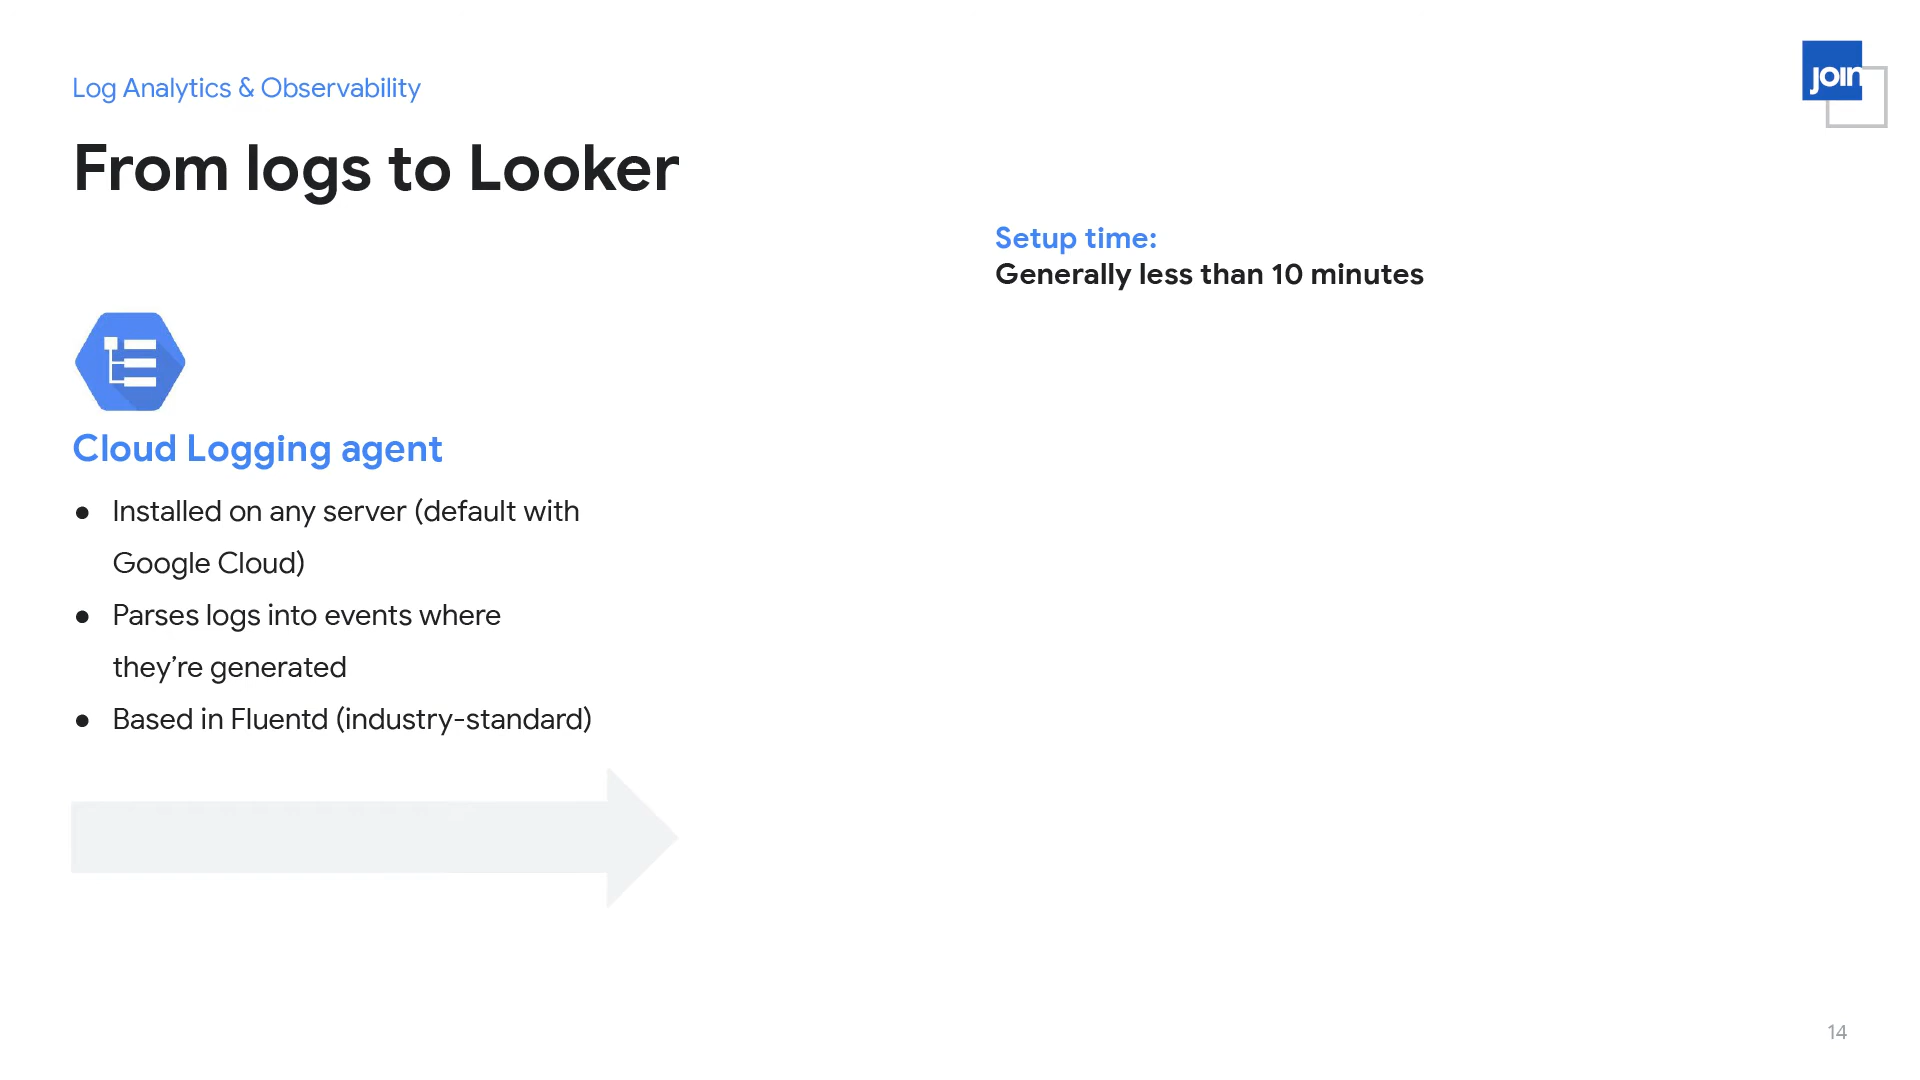 Log Analytics & Observability
join
From logs to Looker
Setup time:
Generally less than 10 minutes
Cloud Logging agent
● Installed on any server (default with
Google Cloud)
● Parses logs into events where
they’re generated
● Based in Fluentd (industry-standard)
14